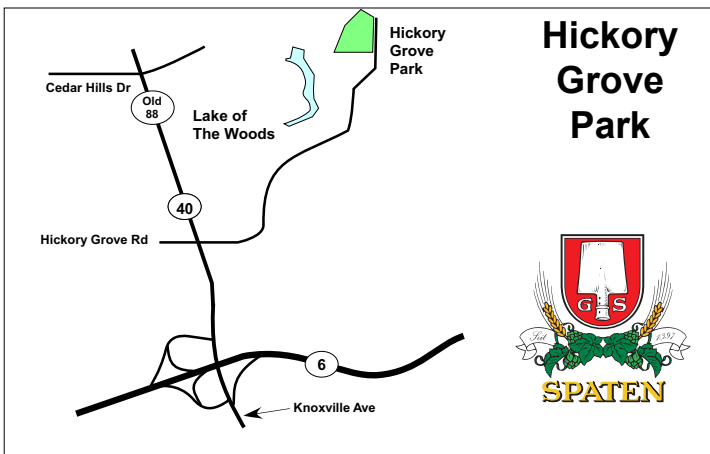 Hickory
Grove
Park
Hickory
Grove
Park
Cedar Hills Dr
Old
88
Lake of
The Woods
40
Hickory Grove Rd
6
Knoxville Ave
G S
Seit 1397
SPATEN